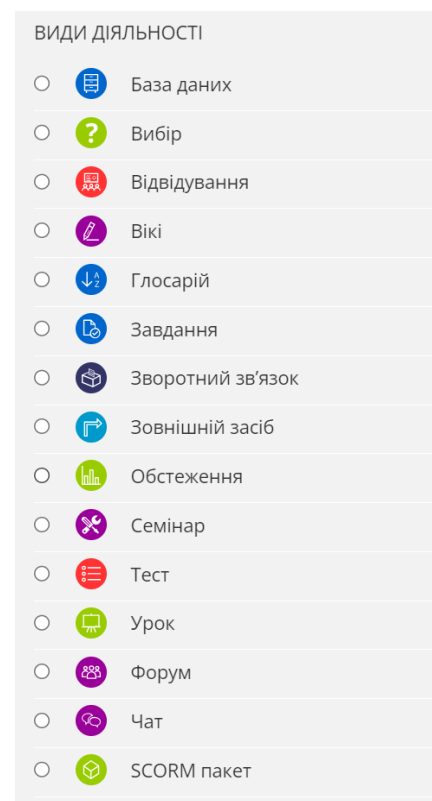 ВИДИ ДІЯЛЬНОСТІ
База даних
Вибір
Відвідування
Вікі
Глосарій
Завдання
Зворотний зв’язок
Зовнішній засіб
Обстеження
Семінар
Тест
Урок
Форум
Чат
SCORM пакет